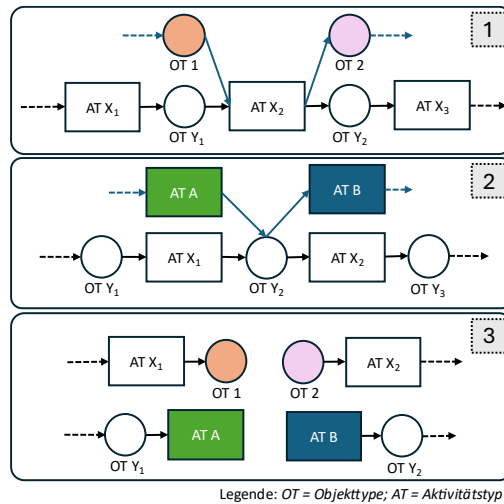 1
OT 1
OT 2
AT X₁
OT Y₁
AT X₂
OT Y₂
AT X₃
2
AT A
AT B
OT Y₁
AT X₁
OT Y₂
AT X₂
OT Y₃
3
AT X₁
OT 1
OT 2
AT X₂
OT Y₁
AT A
AT B
OT Y₂
Legende: OT = Objekttype; AT = Aktivitätstyp